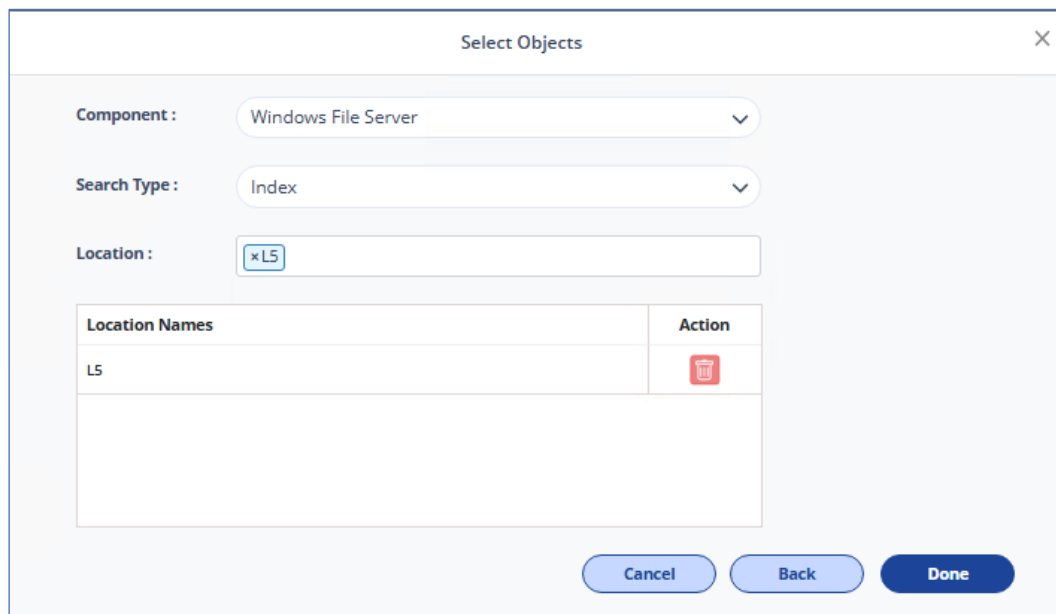 Select Objects
Component :
Windows File Server
Search Type :
Index
Location :
×L5
Location Names
Action
L5
Cancel
Back
Done